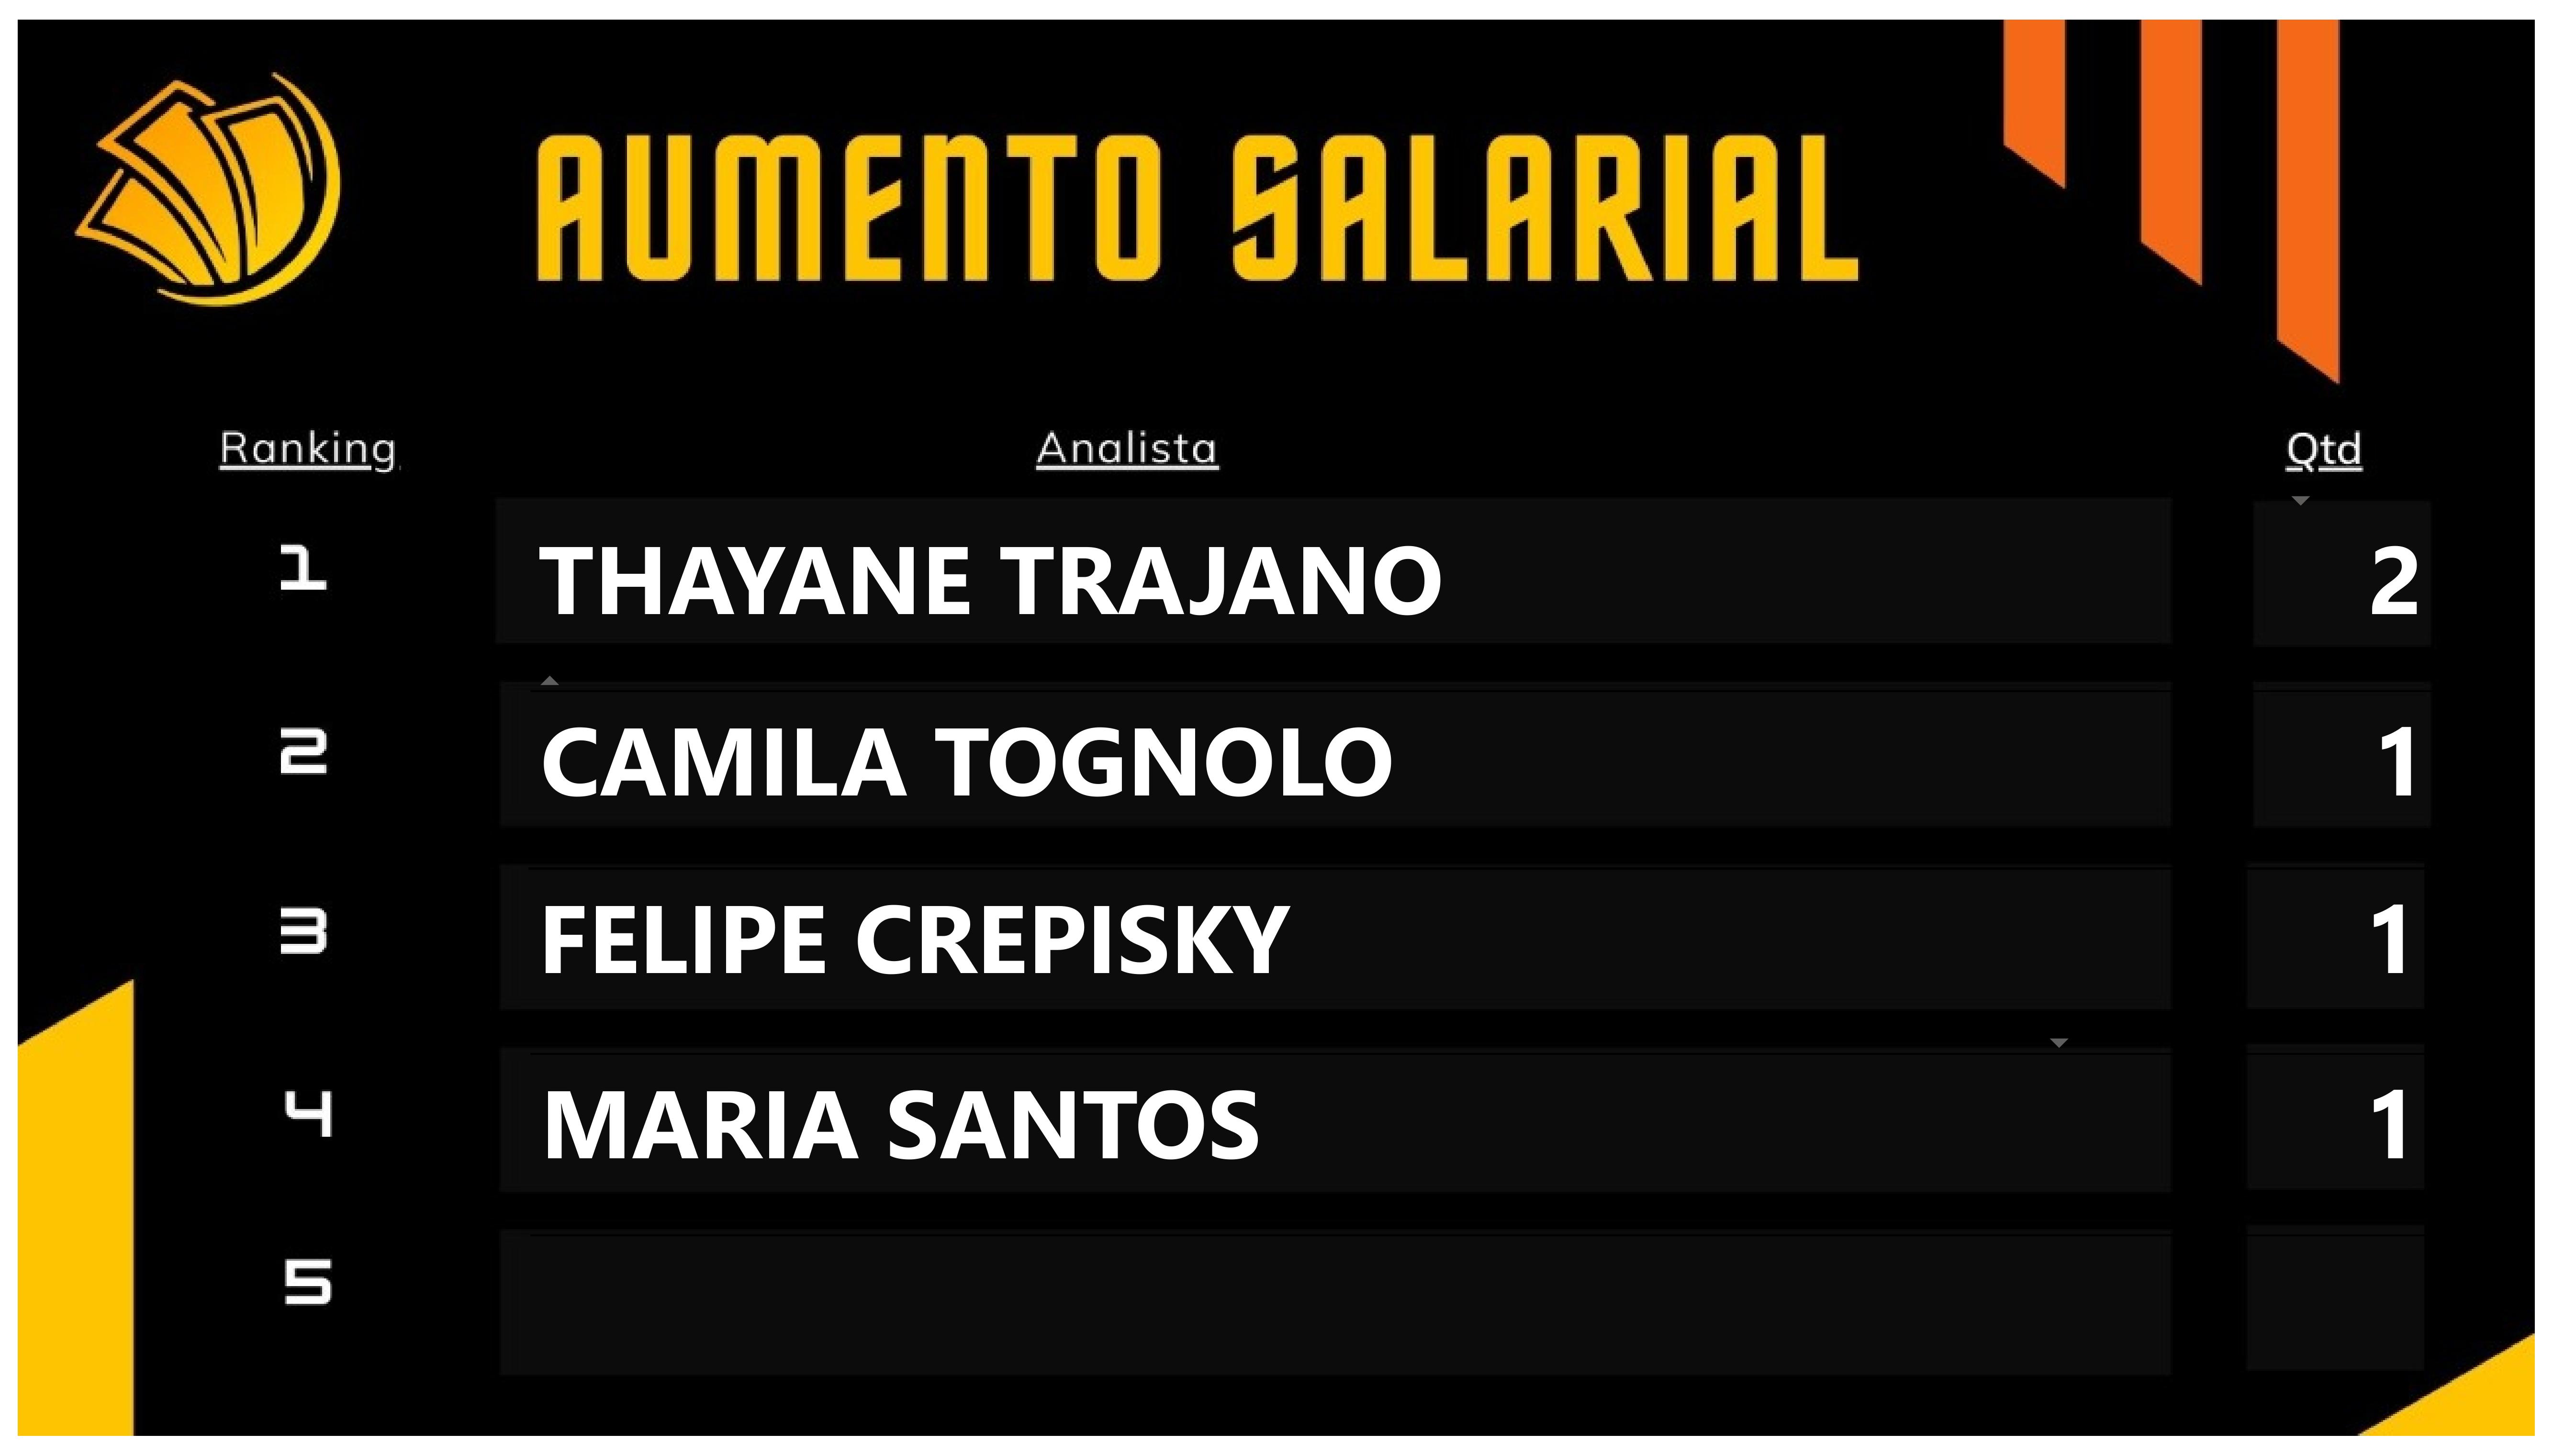 AUMENTO SALARIAL
Ranking Analista Qtd
1 THAYANE TRAJANO 2
2 CAMILA TOGNOLO 1
3 FELIPE CREPISKY 1
4 MARIA SANTOS 1
5